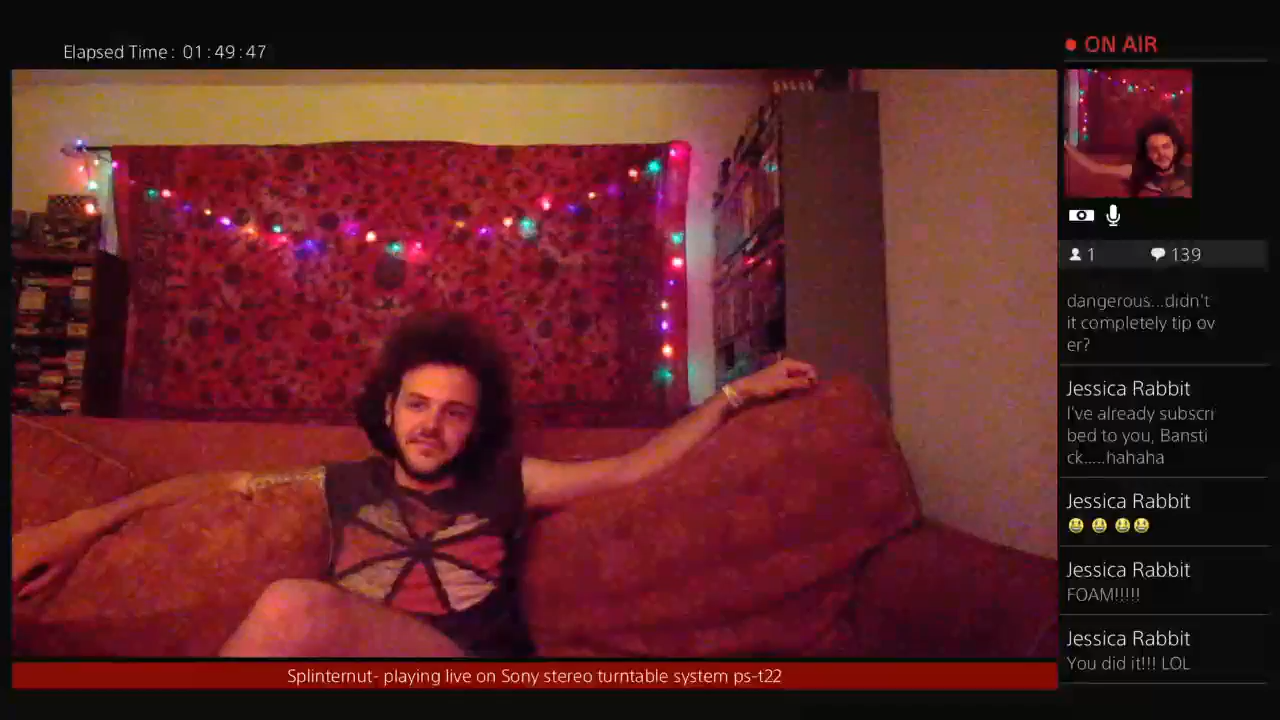 Elapsed Time: 01:49:47
ON AIR
1 139
dangerous...didn't
it completely tip ov
er?
Jessica Rabbit
I've already subscri
bed to you, Bansti
ck.....hahaha
Jessica Rabbit
Jessica Rabbit
FOAM!!!!!
Jessica Rabbit
You did it!!! LOL
Splinternut- playing live on Sony stereo turntable system ps-t22